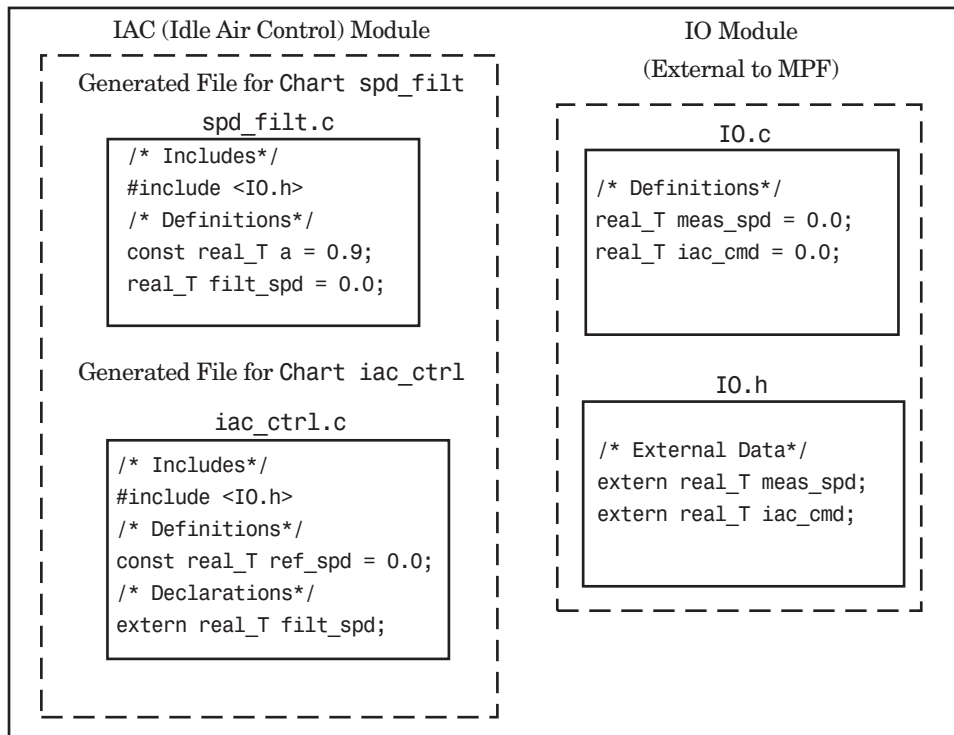 IAC (Idle Air Control) Module
Generated File for Chart spd_filt
spd_filt.c
/* Includes*/
#include <IO.h>
/* Definitions*/
const real_T a = 0.9;
real_T filt_spd = 0.0;
Generated File for Chart iac_ctrl
iac_ctrl.c
/* Includes*/
#include <IO.h>
/* Definitions*/
const real_T ref_spd = 0.0;
/* Declarations*/
extern real_T filt_spd;
IO Module
(External to MPF)
IO.c
/* Definitions*/
real_T meas_spd = 0.0;
real_T iac_cmd = 0.0;
IO.h
/* External Data*/
extern real_T meas_spd;
extern real_T iac_cmd;